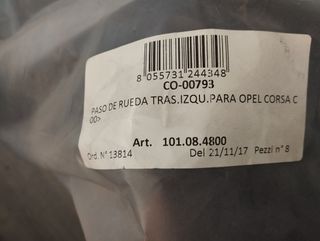 8 055731 244348
CO-00793
PASO DE RUEDA TRAS.IZQU.PARA OPEL CORSA C
00>
Art. 101.08.4800
Ord. N° 13814 Del 21/11/17 Pezzi n° 8